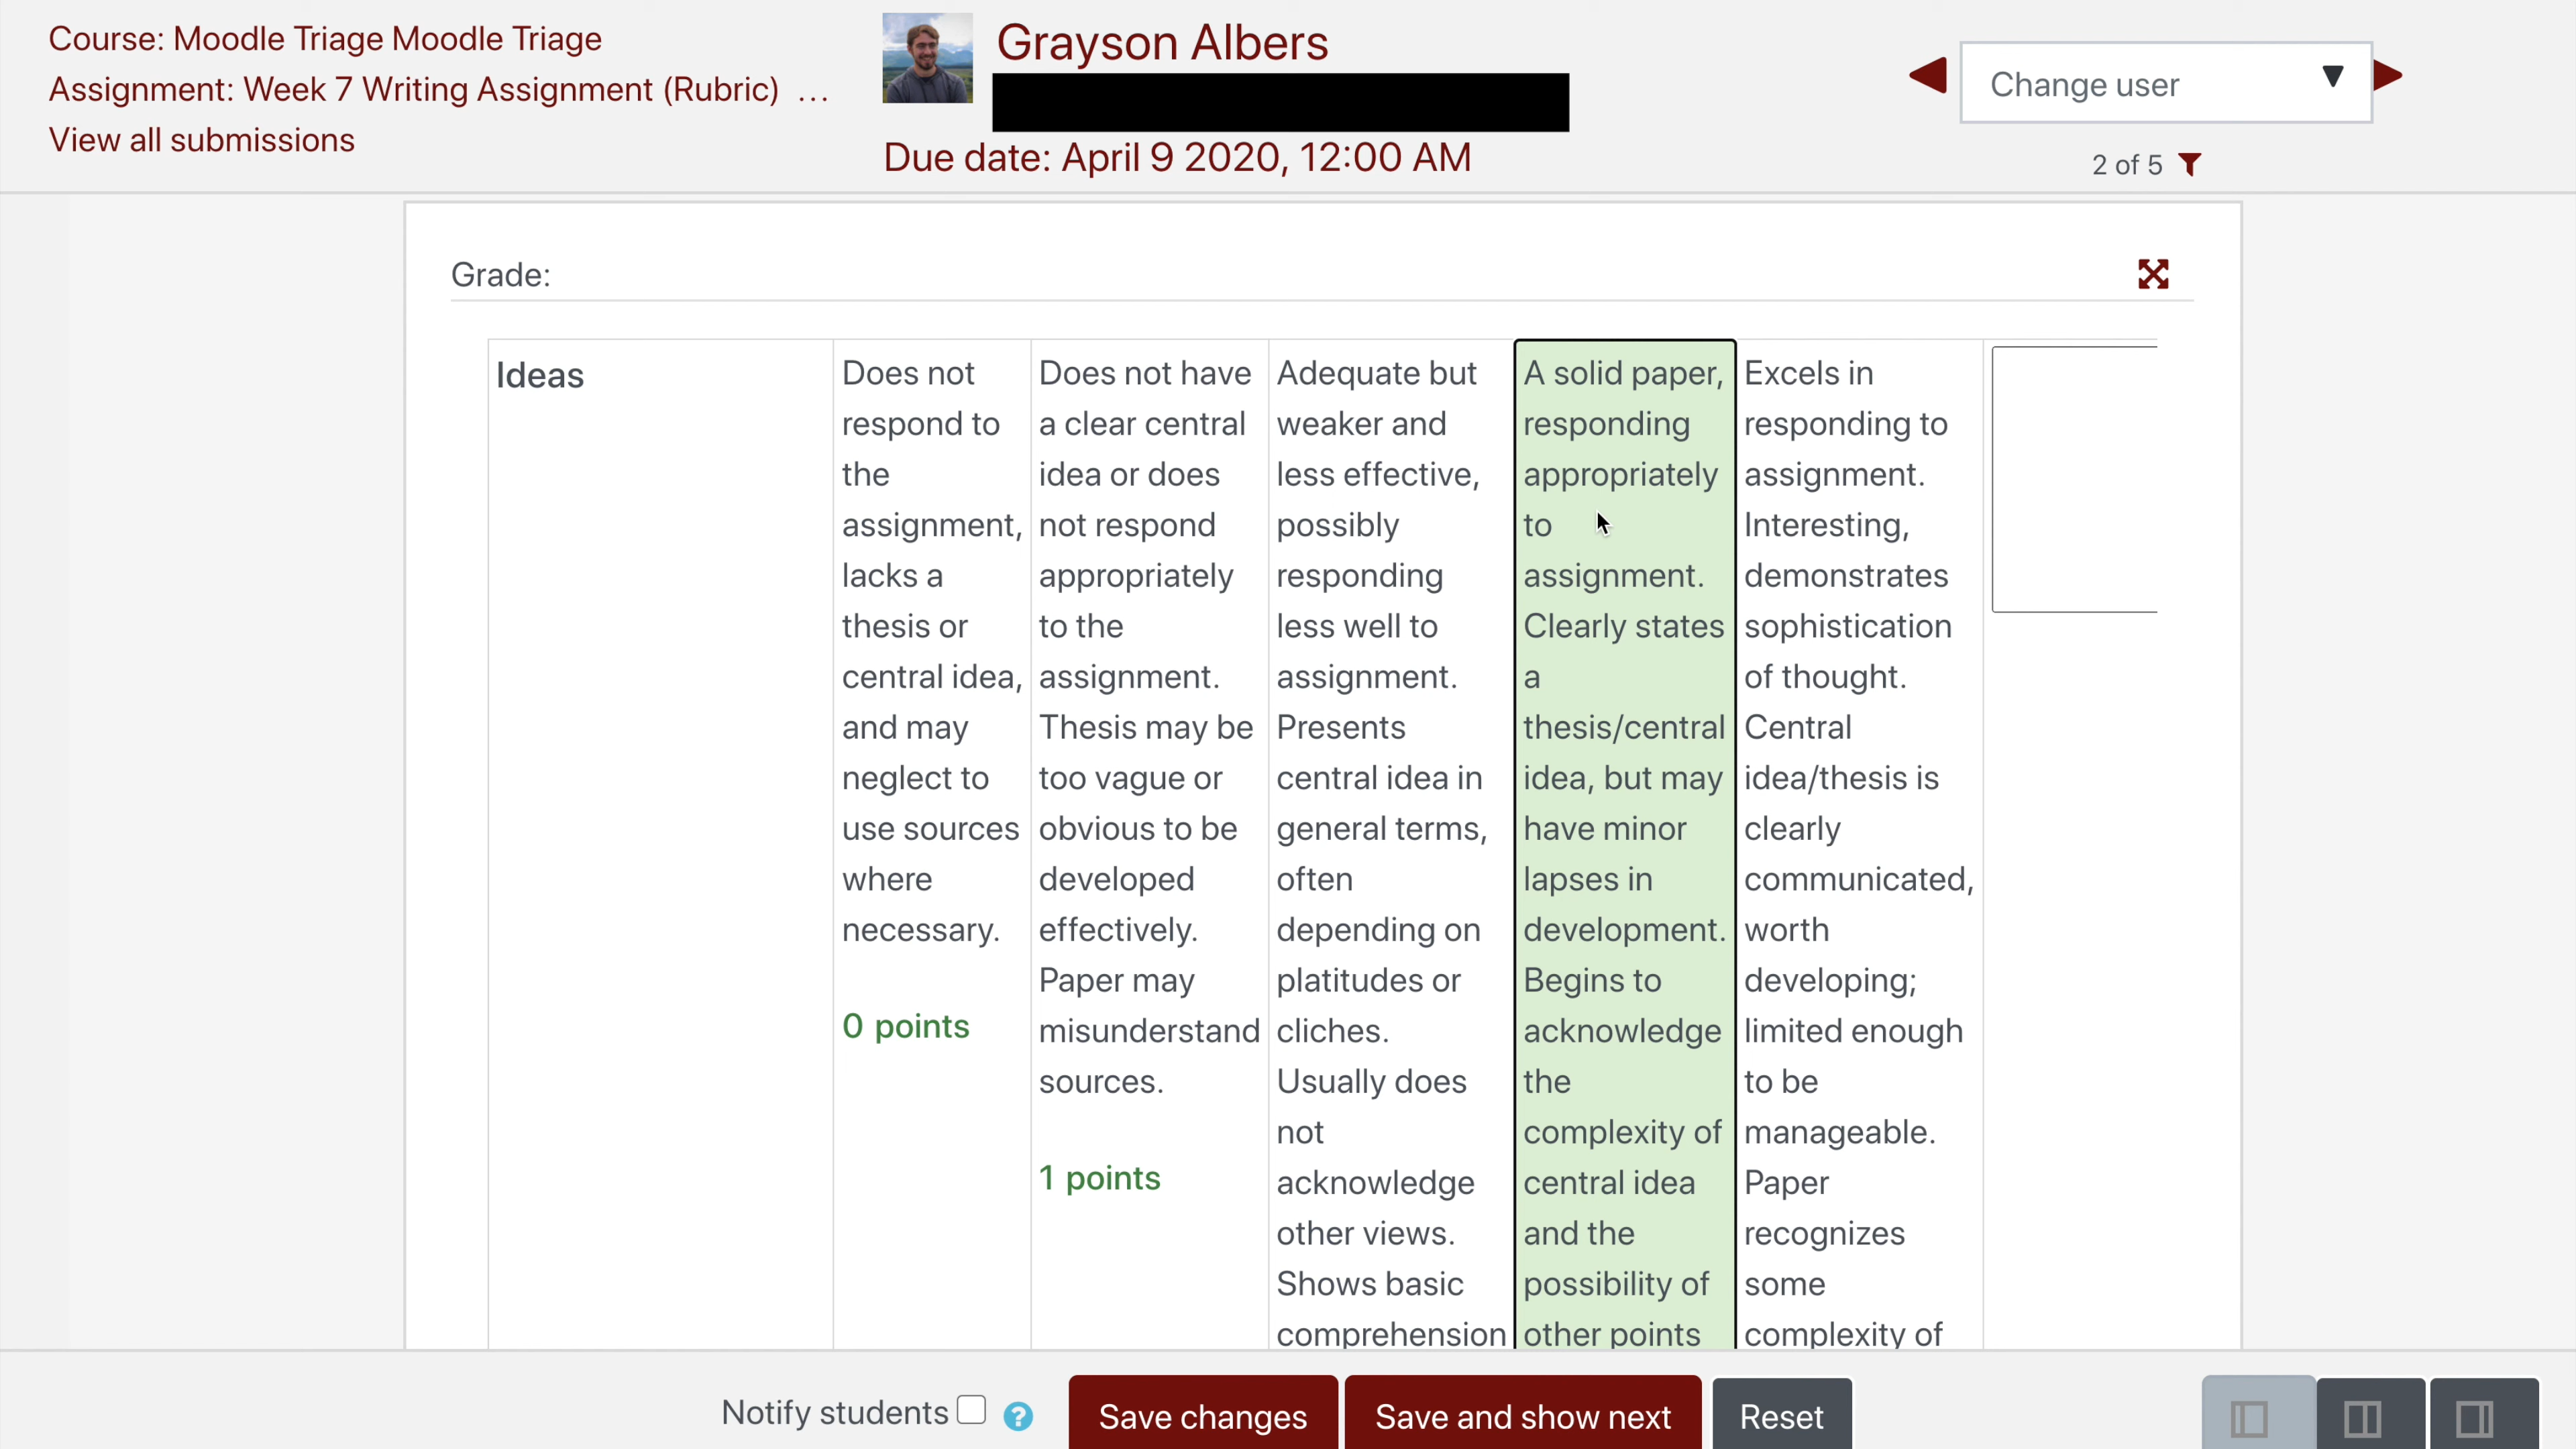 Course: Moodle Triage Moodle Triage
Assignment: Week 7 Writing Assignment (Rubric) ...
View all submissions
Grayson Albers
Due date: April 9 2020, 12:00 AM
Change user
2 of 5
Grade:
Ideas
Does not
respond to
the
assignment,
lacks a
thesis or
central idea,
and may
neglect to
use sources
where
necessary.
0 points
Does not have
a clear central
idea or does
not respond
appropriately
to the
assignment.
Thesis may be
too vague or
obvious to be
developed
effectively.
Paper may
misunderstand
sources.
1 points
Adequate but
weaker and
less effective,
possibly
responding
less well to
assignment.
Presents
central idea in
general terms,
often
depending on
platitudes or
cliches.
Usually does
not
acknowledge
other views.
Shows basic
comprehension
A solid paper,
responding
appropriately
to
assignment.
Clearly states
a
thesis/central
idea, but may
have minor
lapses in
development.
Begins to
acknowledge
the
complexity of
central idea
and the
possibility of
other points
Excels in
responding to
assignment.
Interesting,
demonstrates
sophistication
of thought.
Central
idea/thesis is
clearly
communicated,
worth
developing;
limited enough
to be
manageable.
Paper
recognizes
some
complexity of
Notify students
?
Save changes
Save and show next
Reset